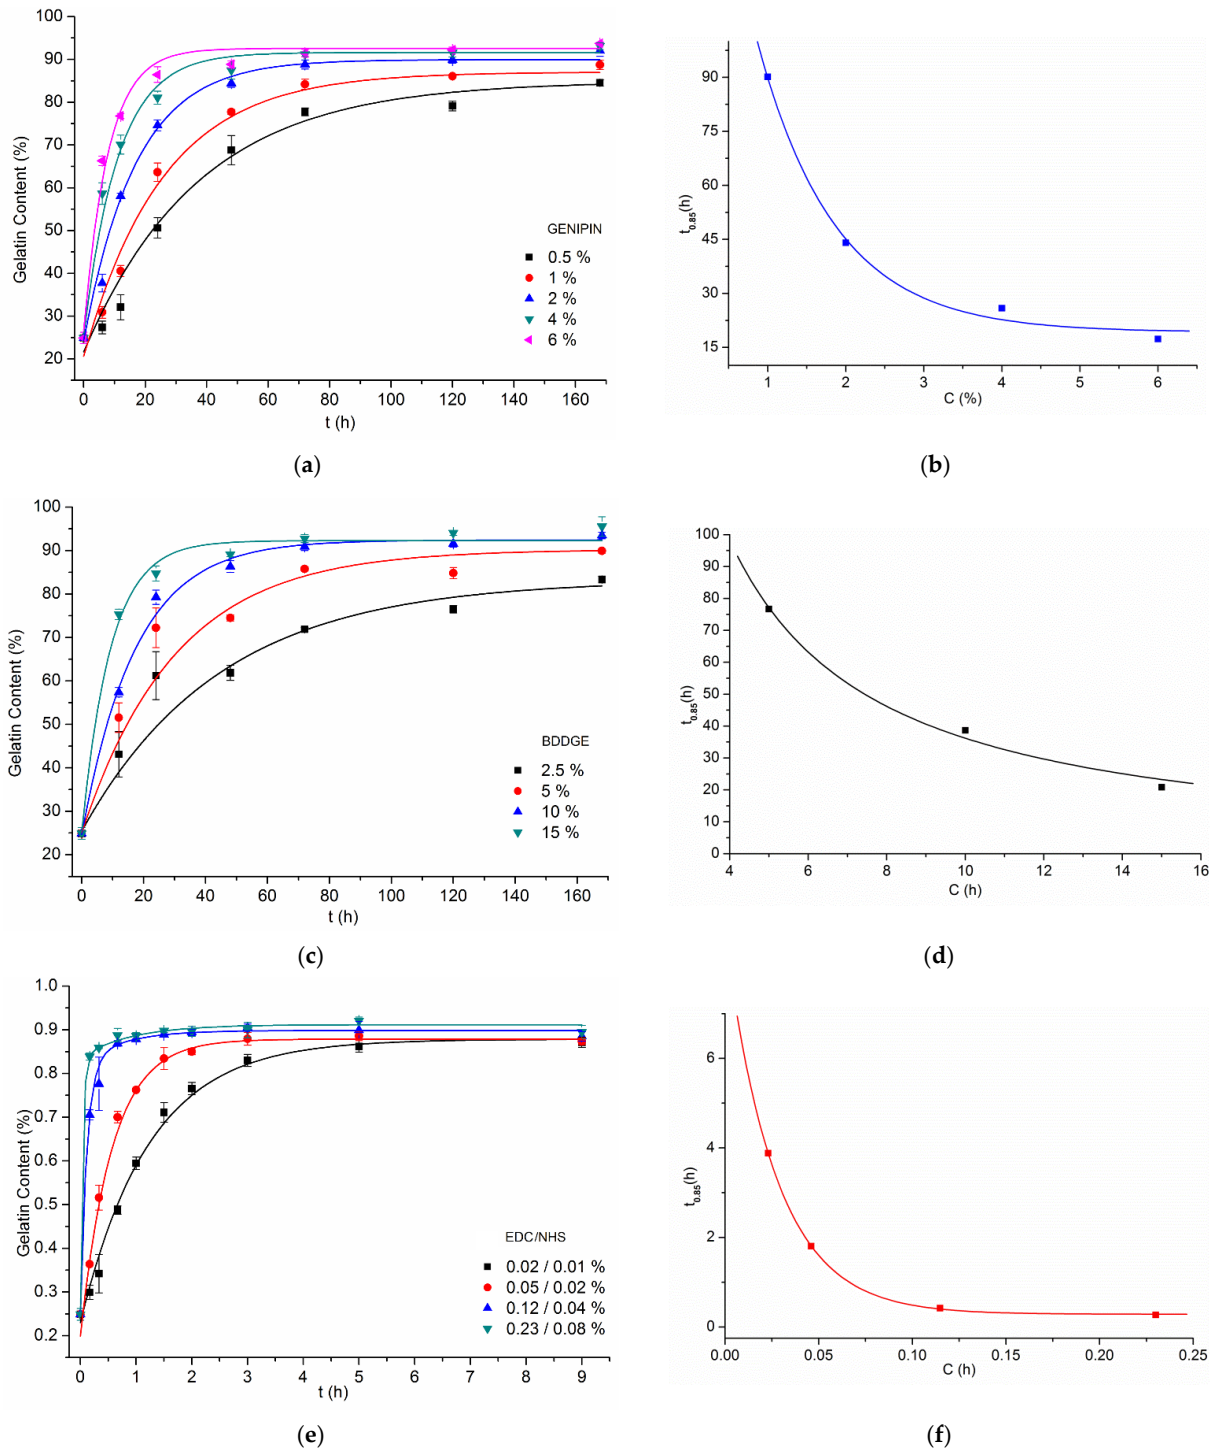 100
90
80
70
60
50
40
30
20
Gelatin Content (%)
GENIPIN
0.5 %
1 %
2 %
4 %
6 %
0 20 40 60 80 100 120 140 160
t (h)
(a)
90
75
60
45
30
15
t0.85(h)
1 2 3 4 5 6
C (%)
(b)
100
90
80
70
60
50
40
30
20
Gelatin Content (%)
BDDGE
2.5 %
5 %
10 %
15 %
0 20 40 60 80 100 120 140 160
t (h)
(c)
100
90
80
70
60
50
40
30
20
10
0
t0.85(h)
4 6 8 10 12 14 16
C (h)
(d)
1.0
0.9
0.8
0.7
0.6
0.5
0.4
0.3
0.2
Gelatin Content (%)
EDC/NHS
0.02 / 0.01 %
0.05 / 0.02 %
0.12 / 0.04 %
0.23 / 0.08 %
0 1 2 3 4 5 6 7 8 9
t (h)
(e)
6
4
2
0
t0.85(h)
0.00 0.05 0.10 0.15 0.20 0.25
C (h)
(f)